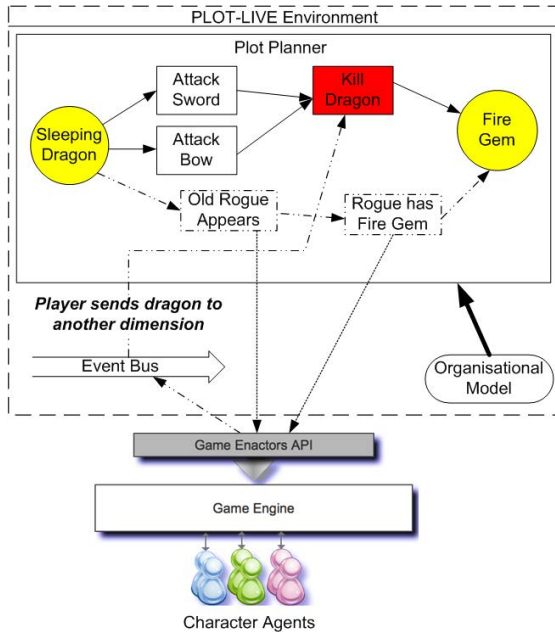 PLOT-LIVE Environment
Plot Planner
Attack
Sword
Kill
Dragon
Sleeping
Dragon
Fire
Gem
Attack
Bow
Old Rogue
Appears
Rogue has
Fire Gem
Player sends dragon to
another dimension
Event Bus
Organisational
Model
Game Enactors API
Game Engine
Character Agents